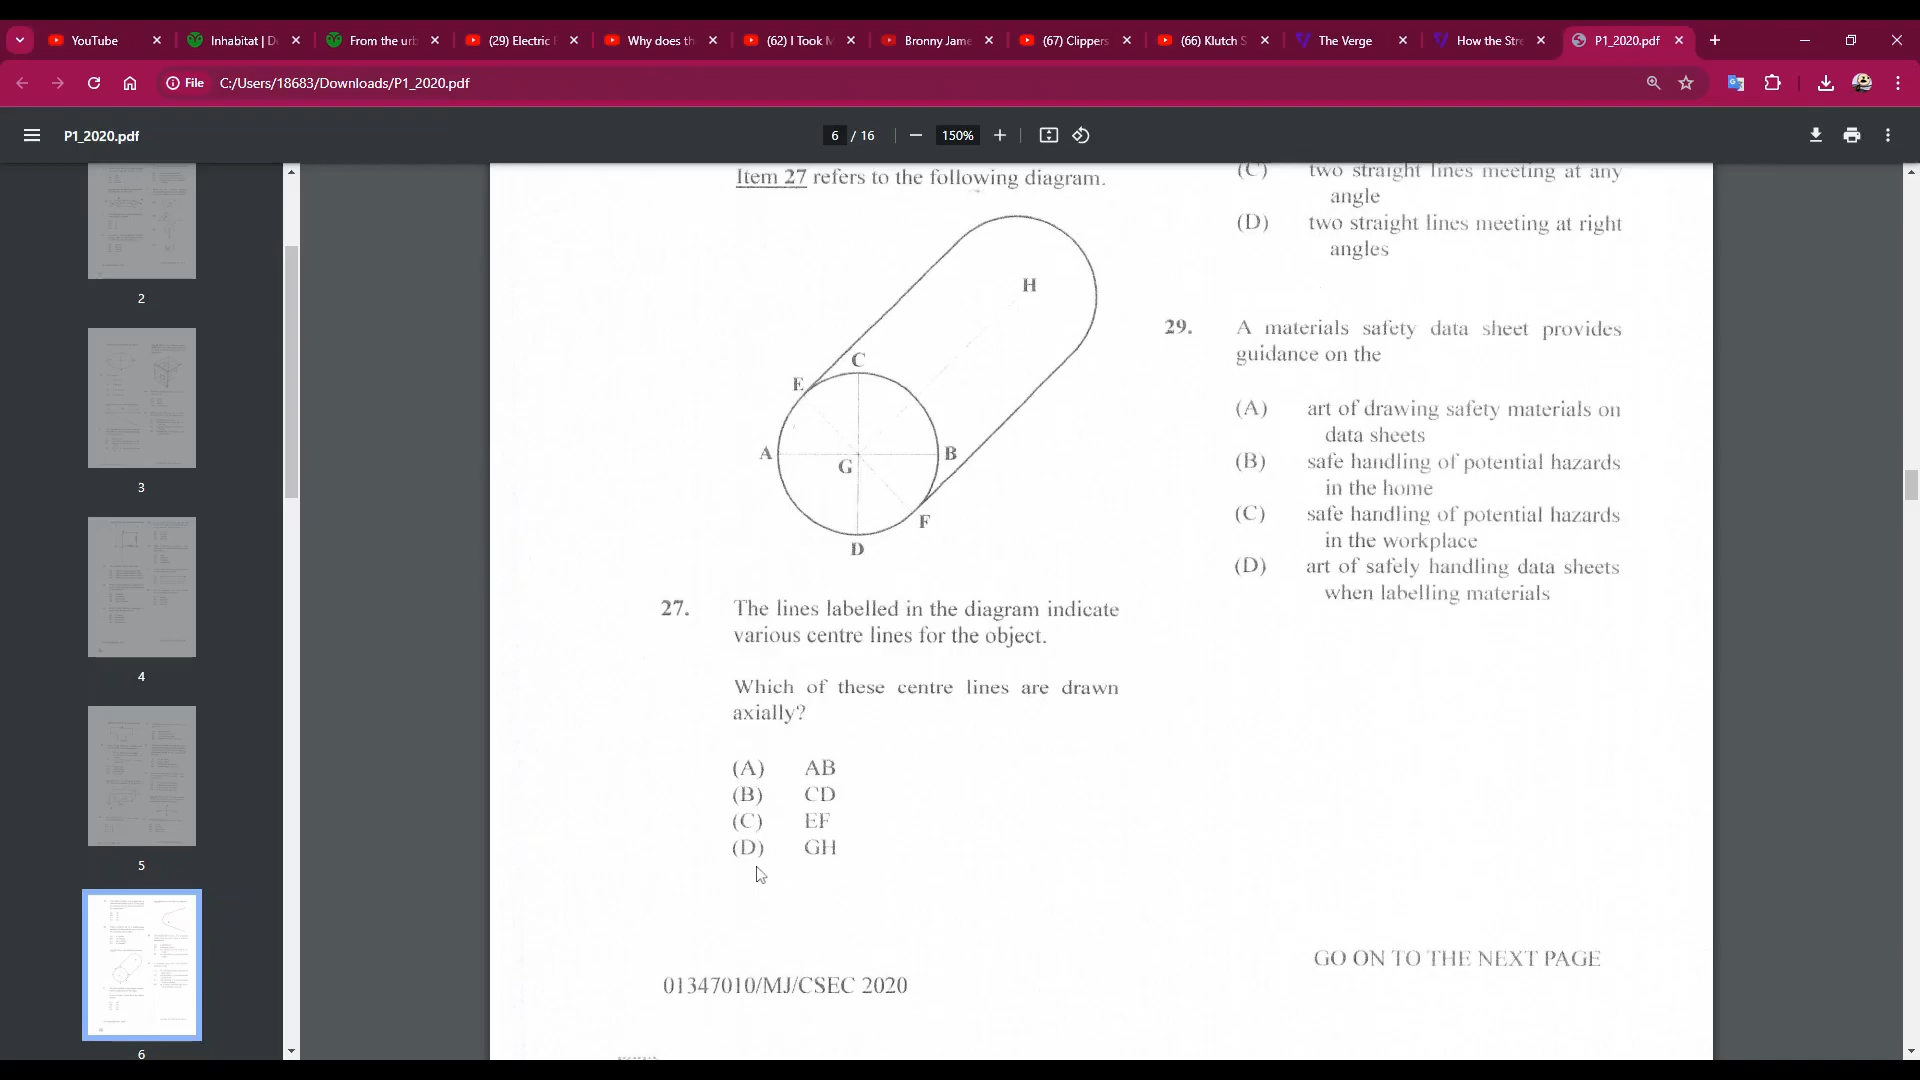 YouTube
Inhabitat | D
From the urb
(29) Electric
Why does th
(62) I Took M
Bronny Jame
(67) Clippers
(66) Klutch S
The Verge
How the Stre
P1_2020.pdf
File C:/Users/18683/Downloads/P1_2020.pdf
P1_2020.pdf
6 / 16
150%
2
3
4
5
6
Item 27 refers to the following diagram.
H
C
E
A
G
B
F
D
27. The lines labelled in the diagram indicate
various centre lines for the object.
Which of these centre lines are drawn
axially?
(A) AB
(B) CD
(C) EF
(D) GH
01347010/MJ/CSEC 2020
(C) two straight lines meeting at any
angle
(D) two straight lines meeting at right
angles
29. A materials safety data sheet provides
guidance on the
(A) art of drawing safety materials on
data sheets
(B) safe handling of potential hazards
in the home
(C) safe handling of potential hazards
in the workplace
(D) art of safely handling data sheets
when labelling materials
GO ON TO THE NEXT PAGE